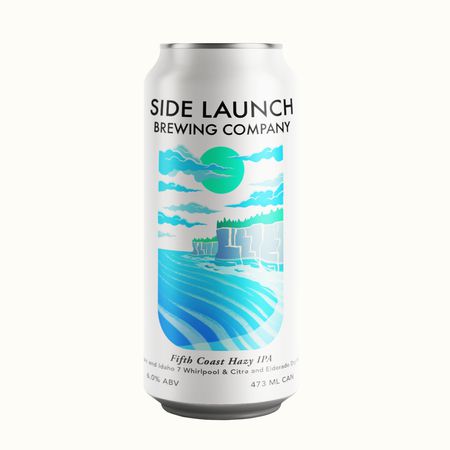 SIDE LAUNCH
BREWING COMPANY
Fifth Coast Hazy IPA
and Idaho 7 Whirlpool & Citra and Eldorado
6.0% ABV
473 ML CAN